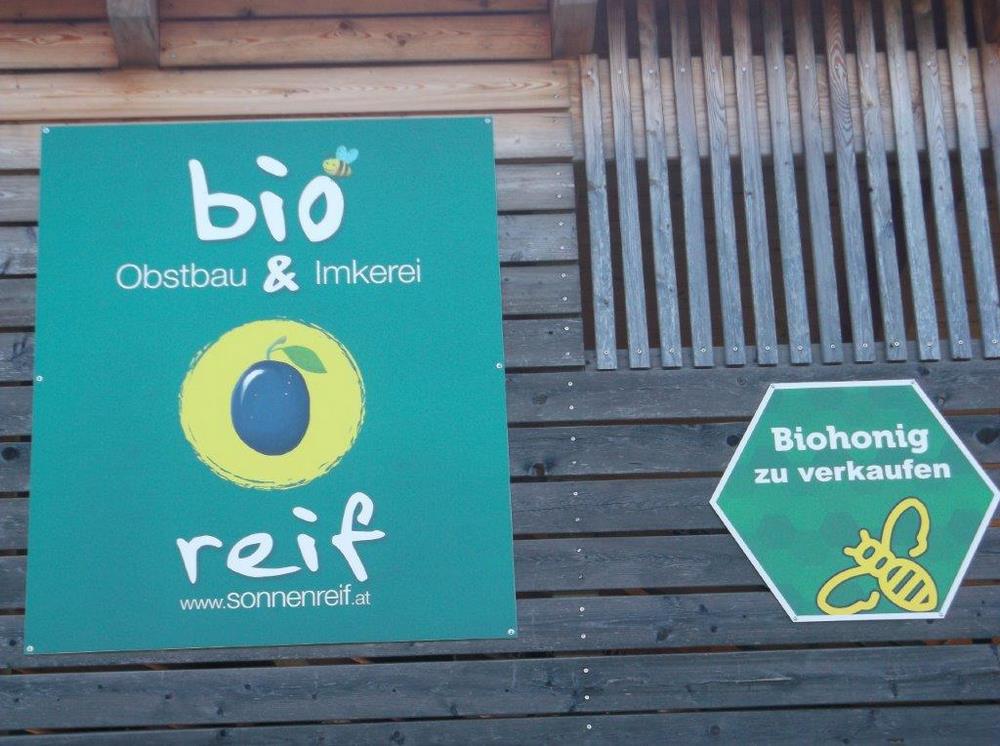 bio
Obstbau & Imkerei
reif
www.sonnenreif.at
Biohonig
zu verkaufen